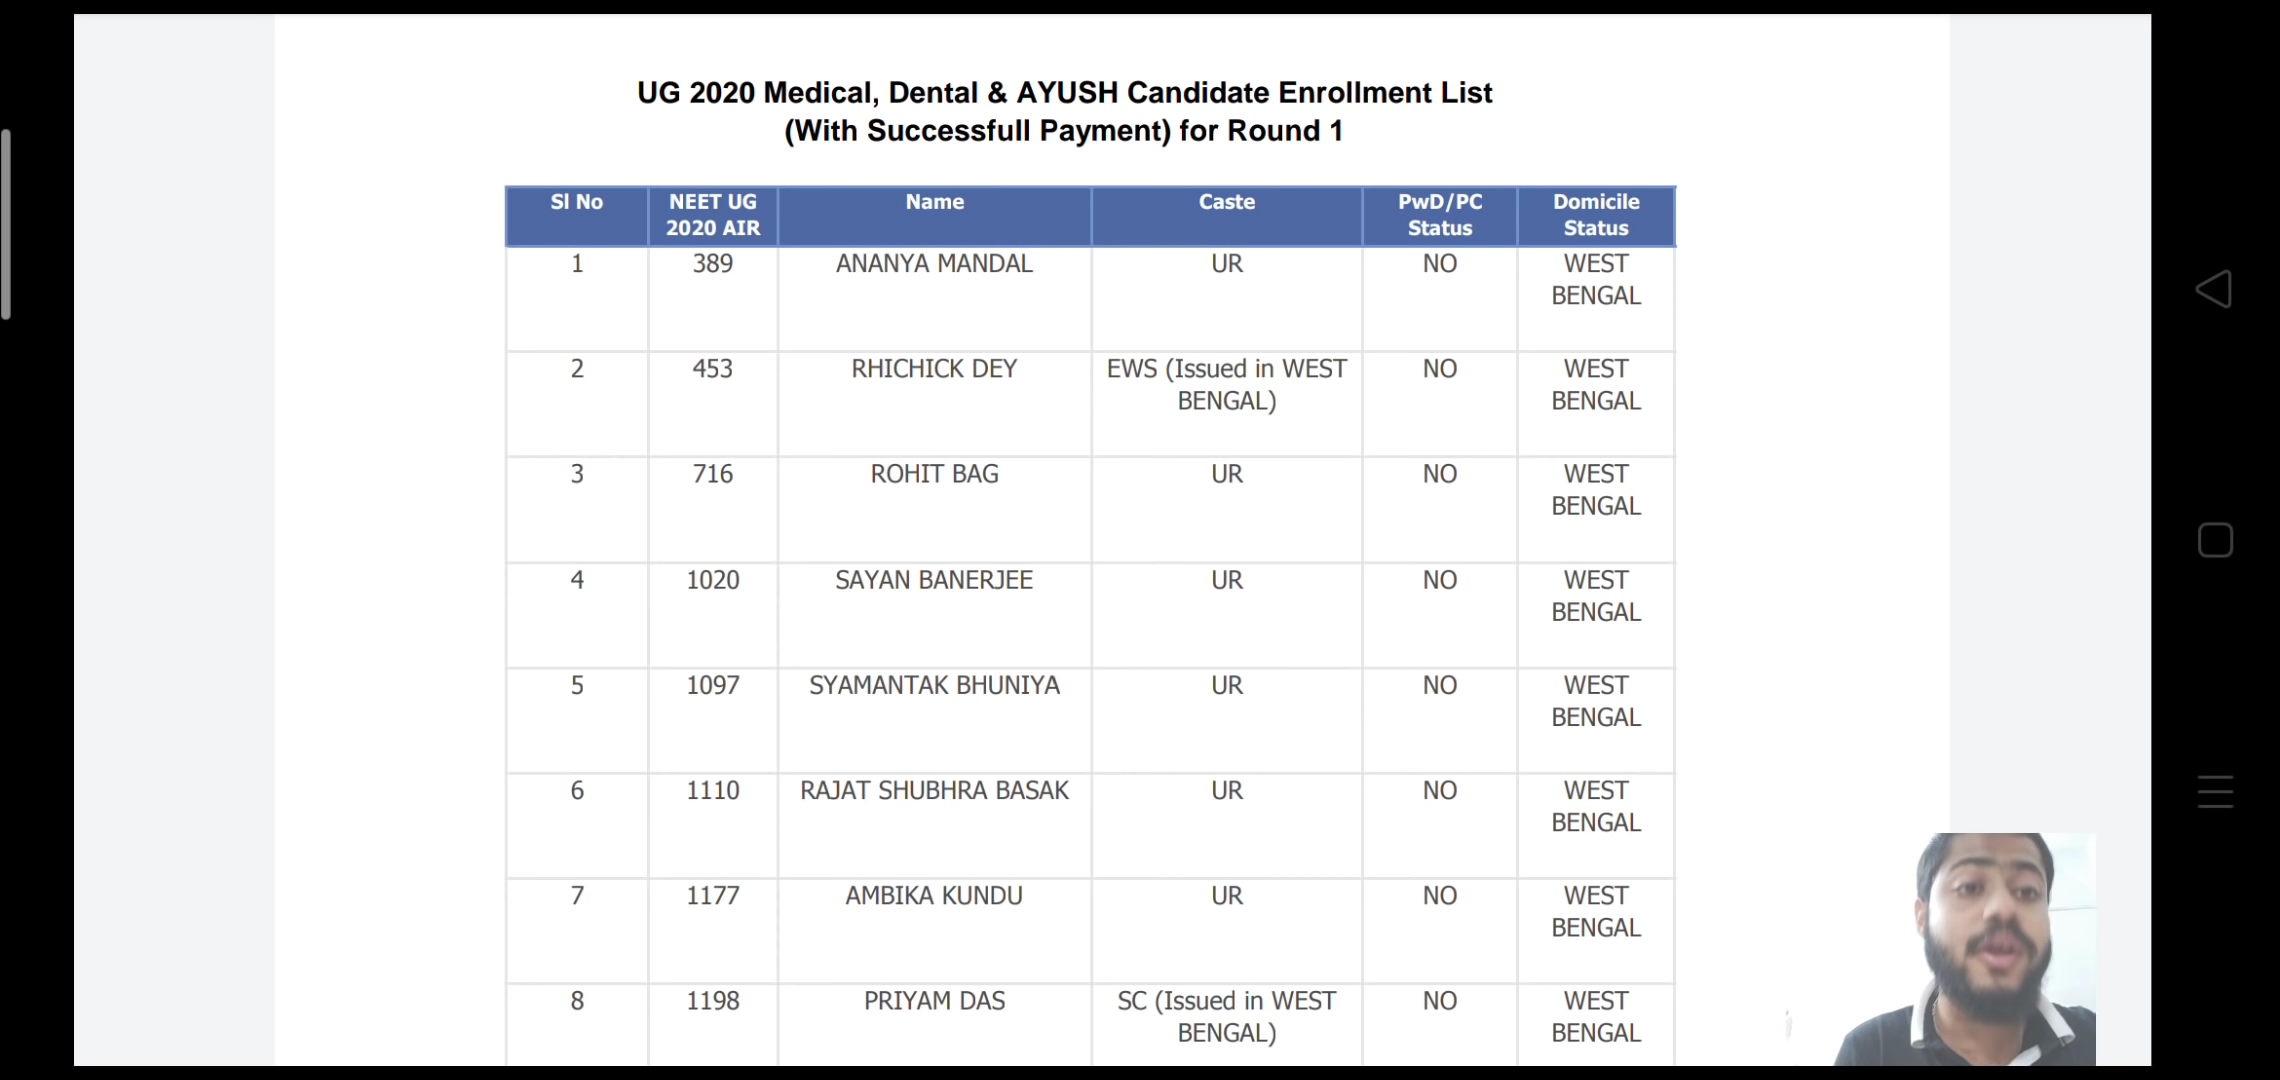 UG 2020 Medical, Dental & AYUSH Candidate Enrollment List
(With Successfull Payment) for Round 1
Sl No NEET UG 2020 AIR Name Caste PwD/PC Status Domicile Status
1 389 ANANYA MANDAL UR NO WEST BENGAL
2 453 RHICHICK DEY EWS (Issued in WEST BENGAL) NO WEST BENGAL
3 716 ROHIT BAG UR NO WEST BENGAL
4 1020 SAYAN BANERJEE UR NO WEST BENGAL
5 1097 SYAMANTAK BHUNIYA UR NO WEST BENGAL
6 1110 RAJAT SHUBHRA BASAK UR NO WEST BENGAL
7 1177 AMBIKA KUNDU UR NO WEST BENGAL
8 1198 PRIYAM DAS SC (Issued in WEST BENGAL) NO WEST BENGAL